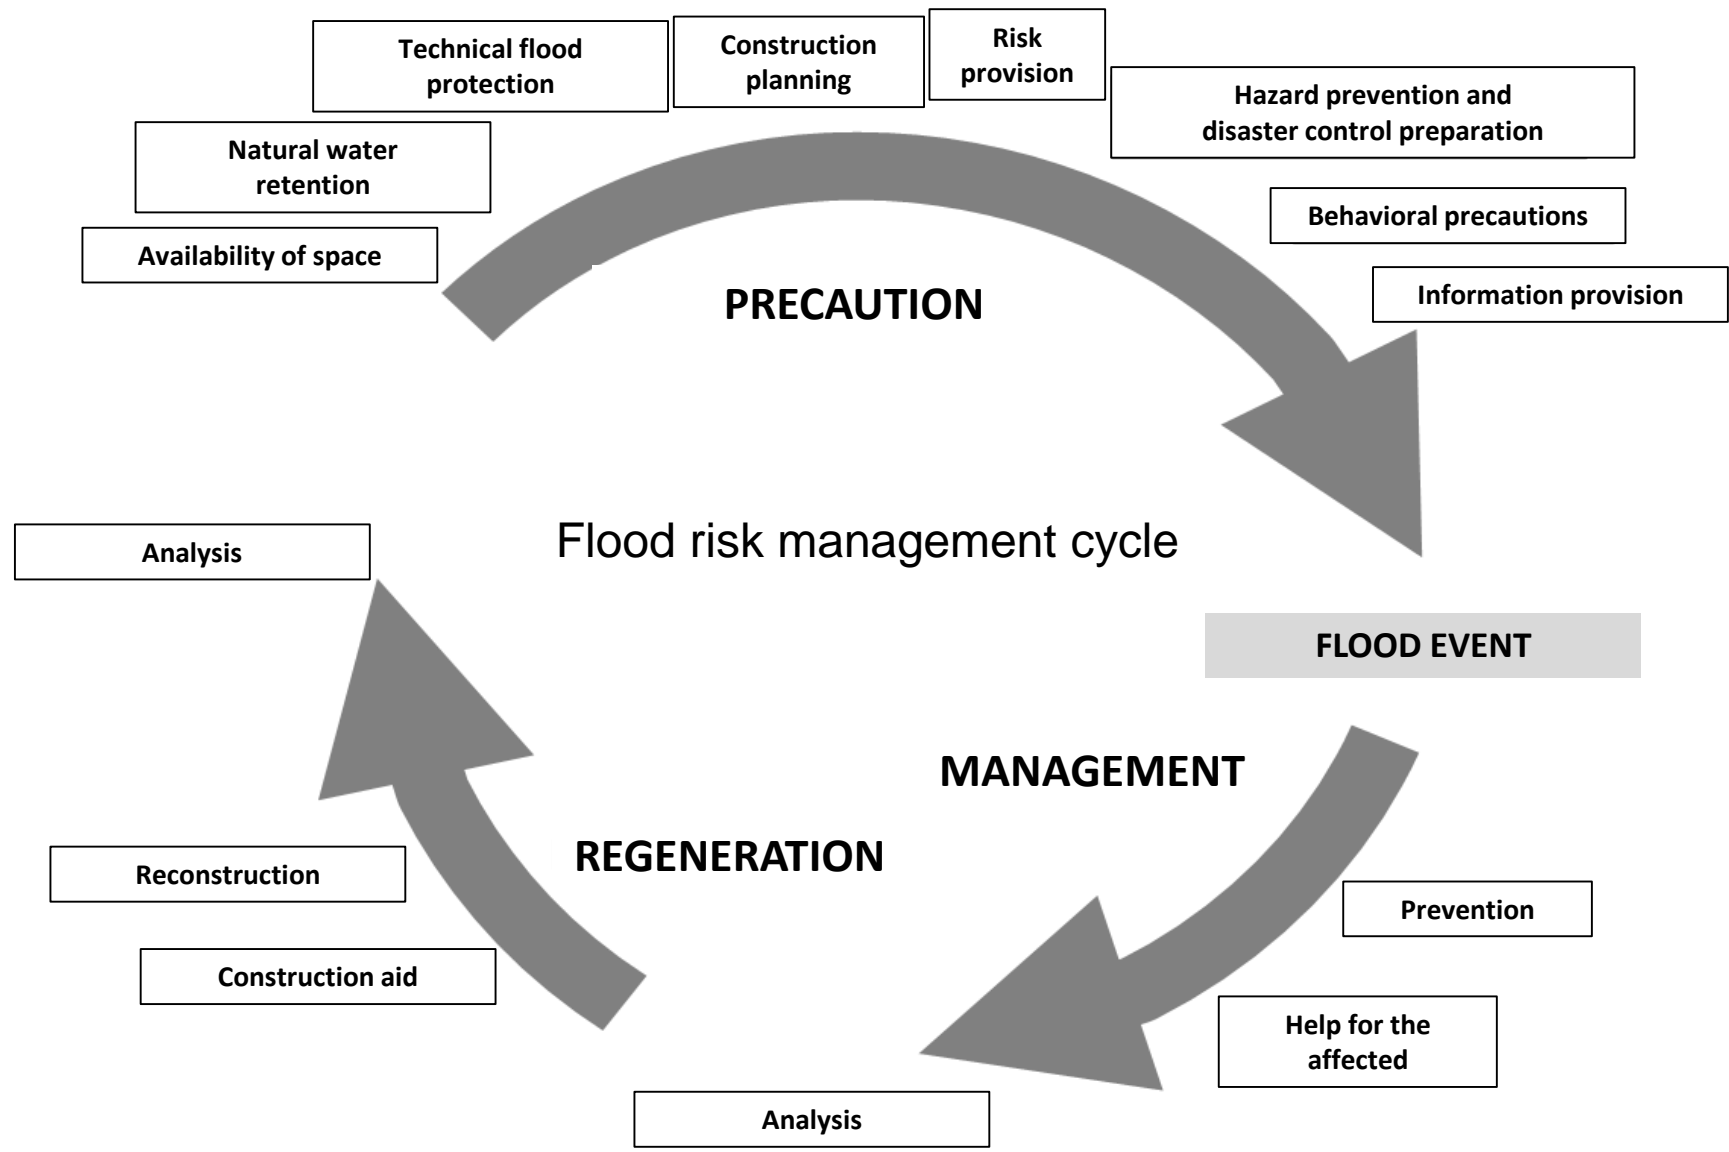 Technical flood
protection
Construction
planning
Risk
provision
Hazard prevention and
disaster control preparation
Natural water
retention
Behavioral precautions
Availability of space
Information provision
PRECAUTION
Flood risk management cycle
Analysis
FLOOD EVENT
MANAGEMENT
REGENERATION
Reconstruction
Prevention
Construction aid
Help for the
affected
Analysis